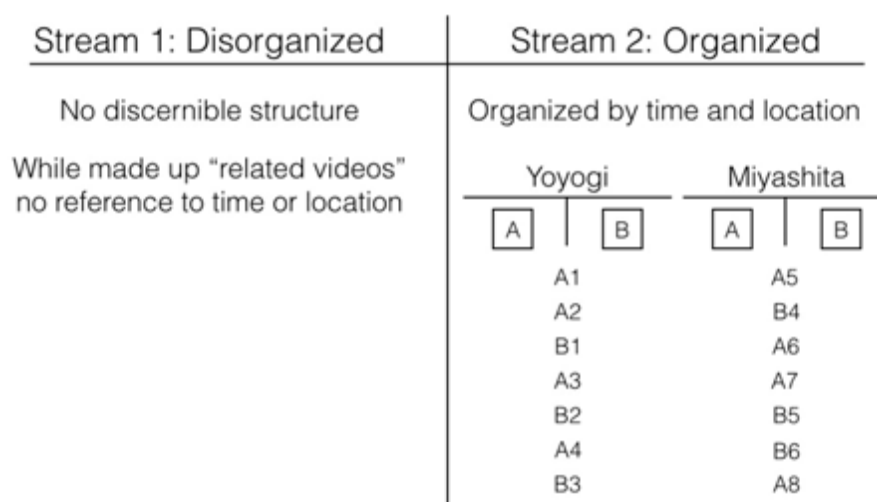 Stream 1: Disorganized
No discernible structure
While made up “related videos”
no reference to time or location
Stream 2: Organized
Organized by time and location
Yoyogi
A
B
A1
A2
B1
A3
B2
A4
B3
Miyashita
A
B
A5
B4
A6
A7
B5
B6
A8